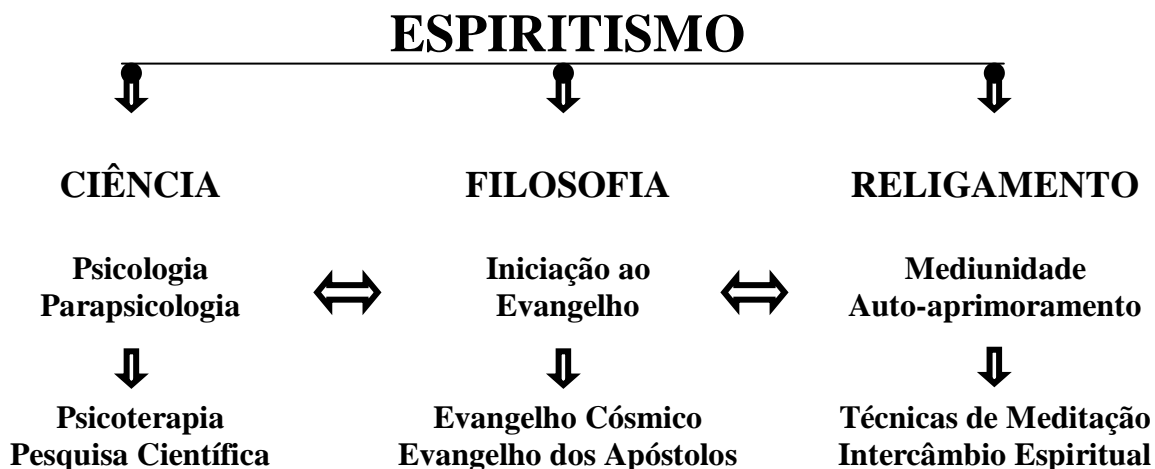 ESPIRITISMO
CIÊNCIA
FILOSOFIA
RELIGAMENTO
Psicologia
Parapsicologia
Iniciação ao
Evangelho
Mediunidade
Auto-aprimoramento
Psicoterapia
Pesquisa Científica
Evangelho Cósmico
Evangelho dos Apóstolos
Técnicas de Meditação
Intercâmbio Espiritual